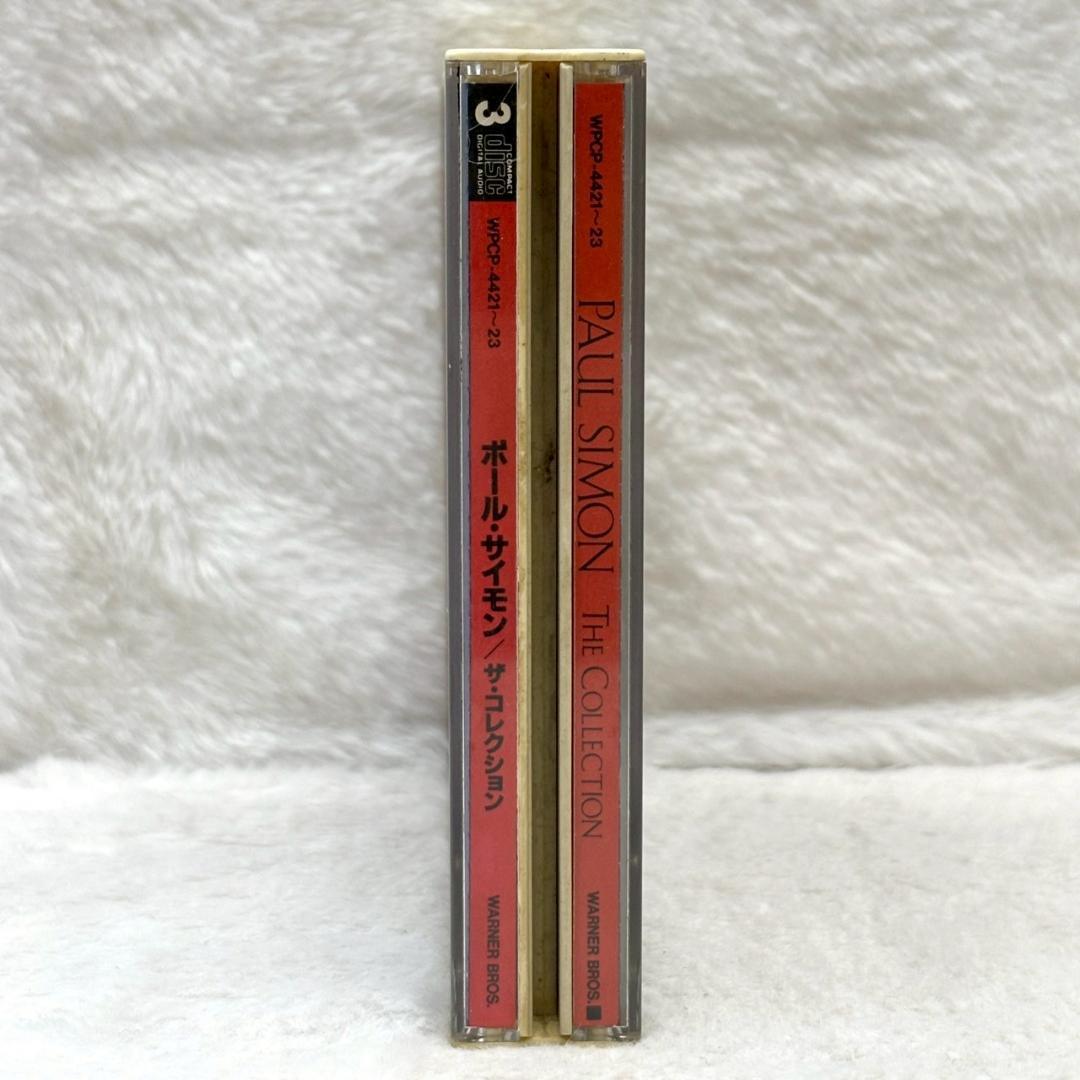 3
COMPACT
disc
DIGITAL AUDIO
WPCP-4421〜23
ポール・サイモン/ザ・コレクション
WARNER BROS.
WPCP-4421〜23
PAUL SIMON THE COLLECTION
WARNER BROS.■